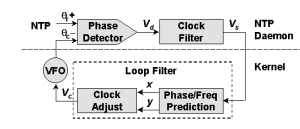 θr+
NTP
θc-
Phase
Detector
Vd
Clock
Filter
Vs
NTP
Daemon
Kernel
Loop Filter
VFO
Vc
Clock
Adjust
x
y
Phase/Freq
Prediction